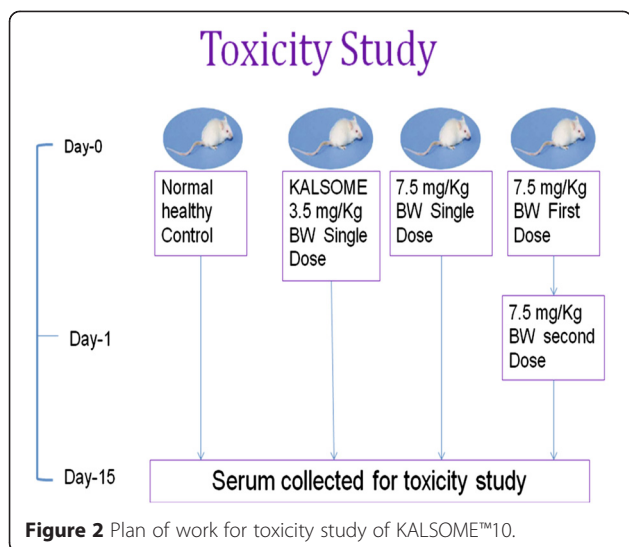 Toxicity Study
Day-0
Normal
healthy
Control
KALSOME
3.5 mg/Kg
BW Single
Dose
7.5 mg/Kg
BW Single
Dose
7.5 mg/Kg
BW First
Dose
Day-1
7.5 mg/Kg
BW second
Dose
Day-15
Serum collected for toxicity study
Figure 2 Plan of work for toxicity study of KALSOME™10.